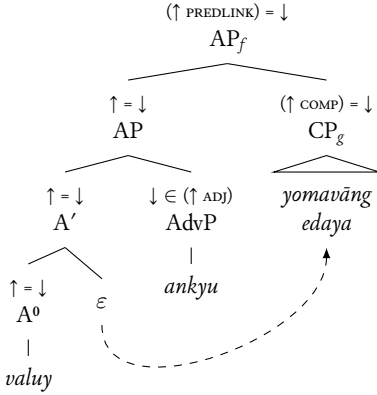 (↑ PREDLINK) = ↓
AP_f
↑ = ↓ (↑ COMP) = ↓
AP CP_g
↑ = ↓ ↓ ∈ (↑ ADJ) yomavāng
A′ AdvP edaya
↑ = ↓ ε ankyu
A⁰
valuy